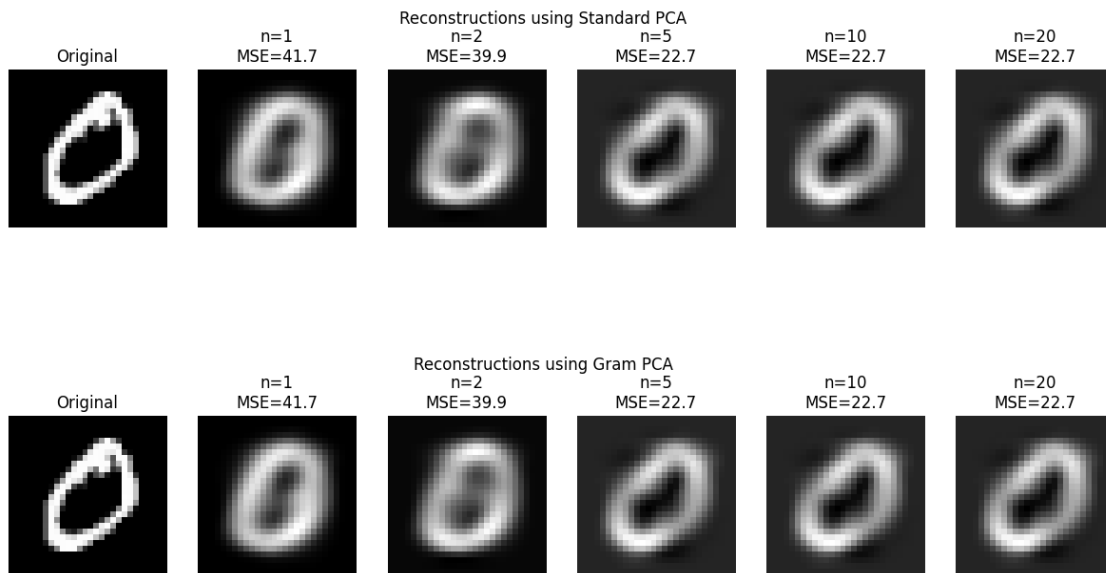 Reconstructions using Standard PCA
Original
n=1
MSE=41.7
n=2
MSE=39.9
n=5
MSE=22.7
n=10
MSE=22.7
n=20
MSE=22.7
Reconstructions using Gram PCA
Original
n=1
MSE=41.7
n=2
MSE=39.9
n=5
MSE=22.7
n=10
MSE=22.7
n=20
MSE=22.7